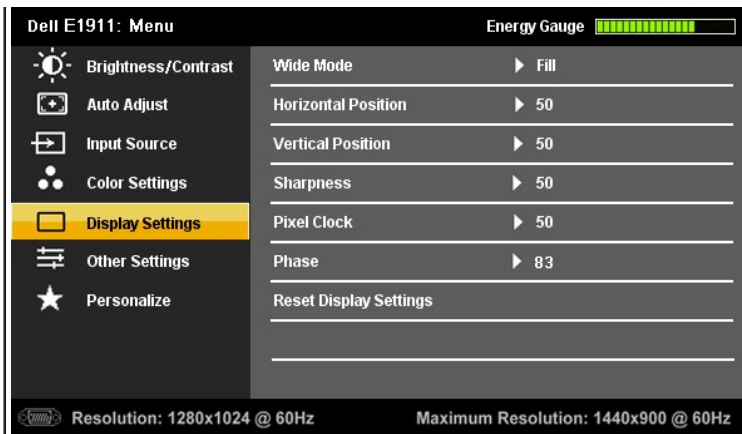 Dell E1911: Menu Energy Gauge
Brightness/Contrast Wide Mode Fill
Auto Adjust Horizontal Position 50
Input Source Vertical Position 50
Color Settings Sharpness 50
Display Settings Pixel Clock 50
Other Settings Phase 83
Personalize Reset Display Settings
Resolution: 1280x1024 @ 60Hz Maximum Resolution: 1440x900 @ 60Hz